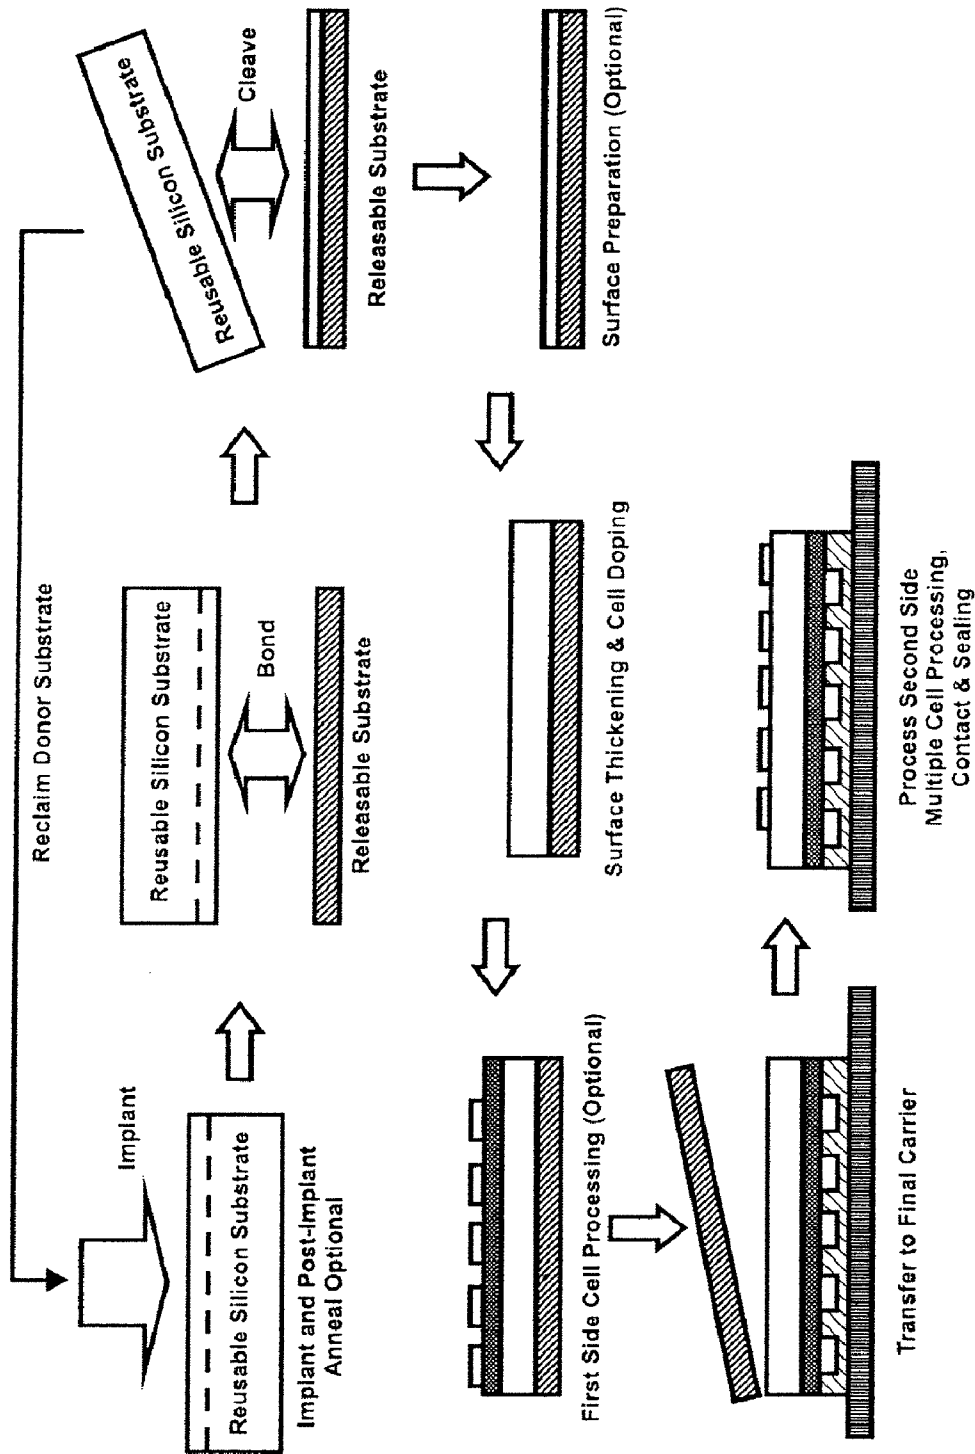 Reclaim Donor Substrate
Implant
Reusable Silicon Substrate
Implant and Post-Implant
Anneal Optional
Reusable Silicon Substrate
Bond
Releasable Substrate
Reusable Silicon Substrate
Cleave
Releasable Substrate
Surface Preparation (Optional)
Surface Thickening & Cell Doping
First Side Cell Processing (Optional)
Transfer to Final Carrier
Process Second Side
Multiple Cell Processing,
Contact & Sealing